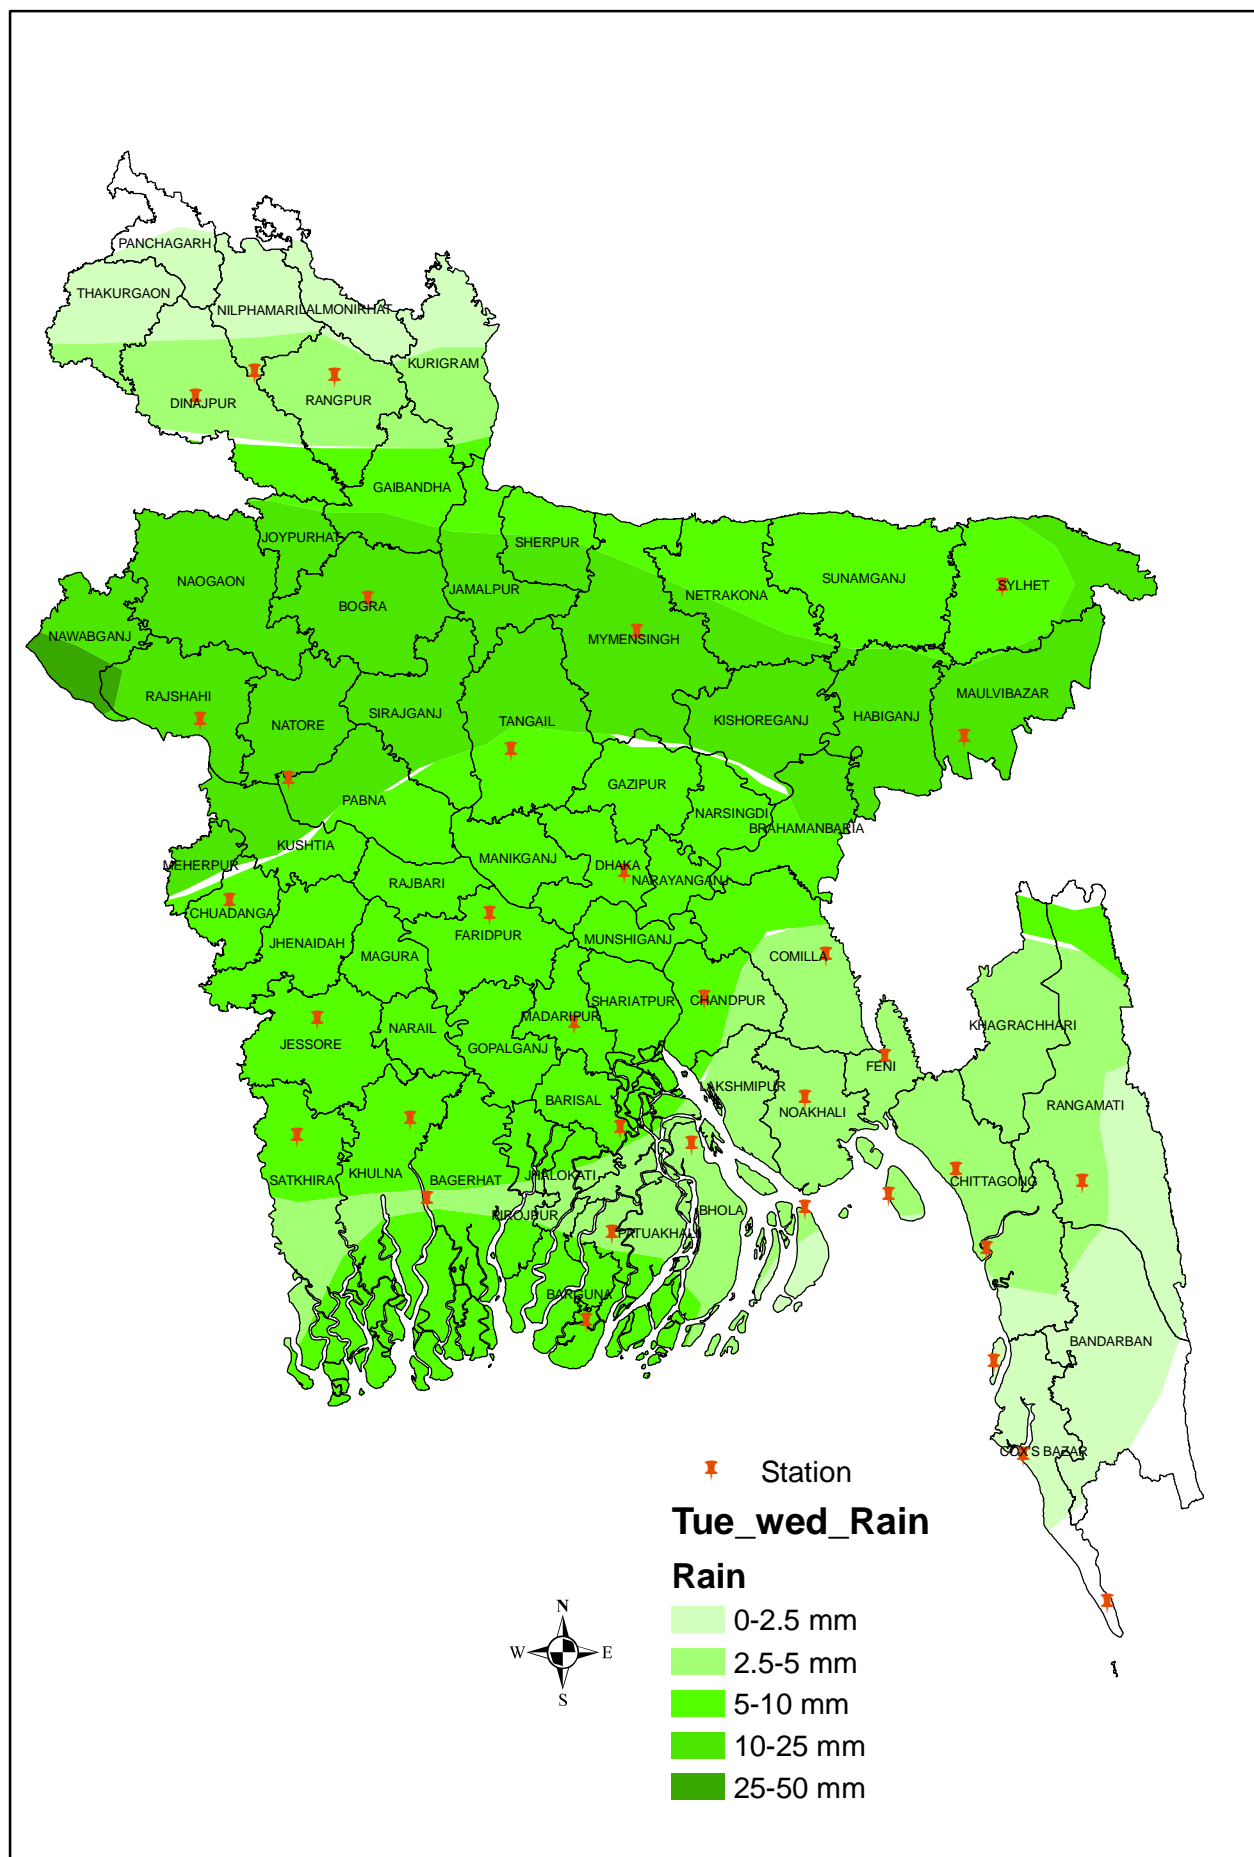 PANCHAGARH
THAKURGAON
NILPHAMARI
LALMONIRHAT
KURIGRAM
DINAJPUR
RANGPUR
GAIBANDHA
JOYPURHAT
SHERPUR
NAOGAON
BOGRA
JAMALPUR
NETRAKONA
SUNAMGANJ
SYLHET
NAWABGANJ
MYMENSINGH
RAJSHAHI
NATORE
SIRAJGANJ
TANGAIL
KISHOREGANJ
HABIGANJ
MAULVIBAZAR
PABNA
GAZIPUR
NARSINGDI
BRAHAMANBARIA
KUSHTIA
MEHERPUR
MANIKGANJ
DHAKA
NARAYANGANJ
RAJBARI
CHUADANGA
JHENAIDAH
MAGURA
FARIDPUR
MUNSHIGANJ
COMILLA
SHARIATPUR
CHANDPUR
MADARIPUR
NARAIL
JESSORE
GOPALGANJ
KHAGRACHHARI
FENI
LAKSHMIPUR
NOAKHALI
BARISAL
RANGAMATI
SATKHIRA
KHULNA
BAGERHAT
JHALOKATI
CHITTAGONG
PIROJPUR
BHOLA
PATUAKHALI
BARGUNA
BANDARBAN
COX'S BAZAR
Station
Tue_wed_Rain
Rain
0-2.5 mm
2.5-5 mm
5-10 mm
10-25 mm
25-50 mm
N
W E
S